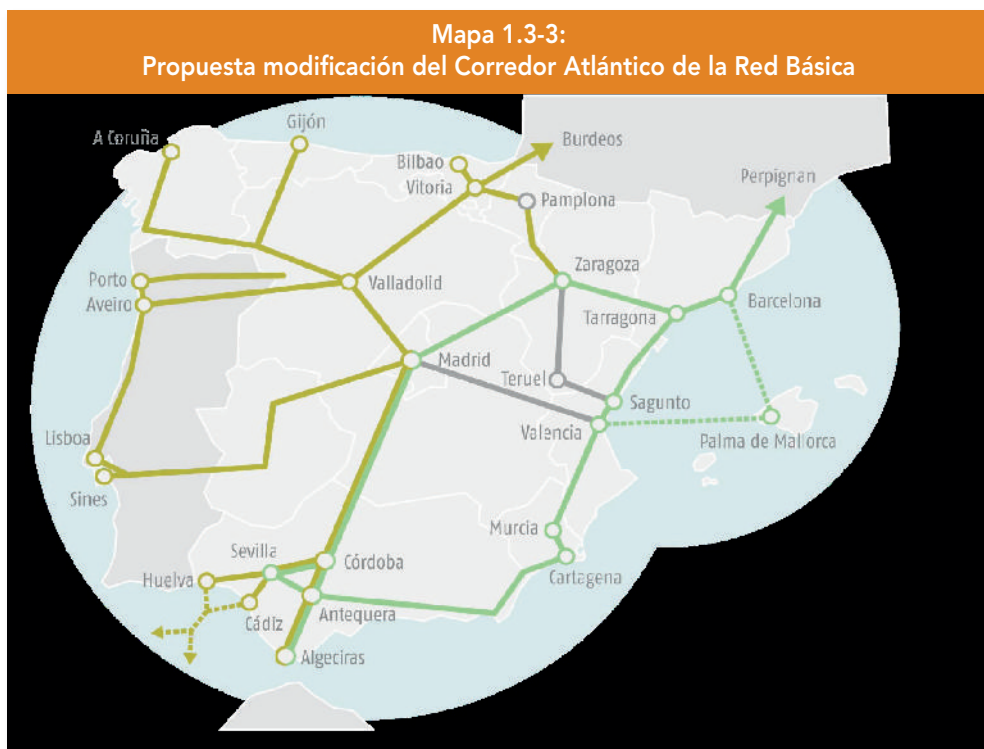 Mapa 1.3-3:
Propuesta modificación del Corredor Atlántico de la Red Básica
Gijón
A Coruña
Burdeos
Bilbao
Vitoria
Perpignan
Pamplona
Zaragoza
Porto
Valladolid
Aveiro
Barcelona
Tarragona
Madrid
Teruel
Sagunto
Valencia
Palma de Mallorca
Lisboa
Sines
Murcia
Sevilla
Córdoba
Cartagena
Huelva
Cádiz
Antequera
Algeciras